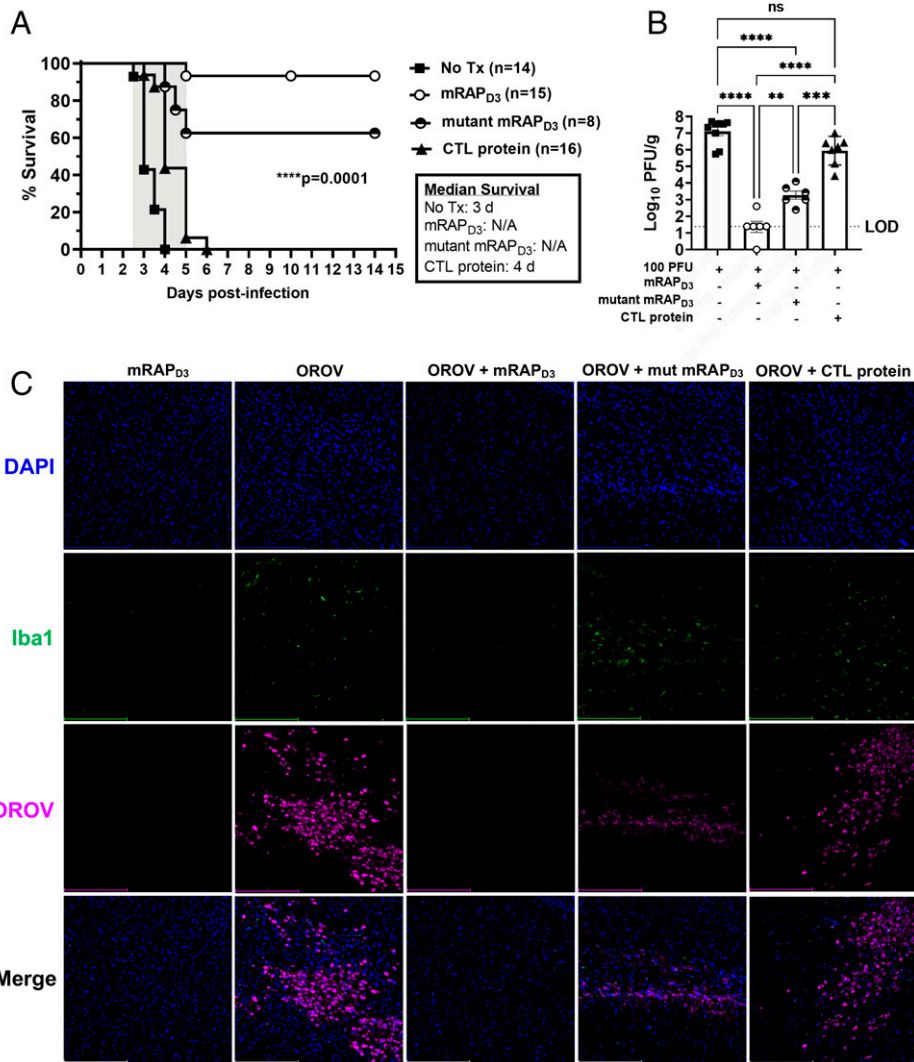 A
% Survival
100
80
60
40
20
0
0 1 2 3 4 5 6 7 8 9 10 11 12 13 14 15
Days post-infection
****p=0.0001
No Tx (n=14)
mRAPD3 (n=15)
mutant mRAPD3 (n=8)
CTL protein (n=16)
Median Survival
No Tx: 3 d
mRAPD3: N/A
mutant mRAPD3: N/A
CTL protein: 4 d
B
ns
****
****
**** ** ***
Log10 PFU/g
7
6
5
4
3
2
1
0
LOD
100 PFU + + + +
mRAPD3 - + - -
mutant mRAPD3 - - + -
CTL protein - - - +
C
mRAPD3 OROV OROV + mRAPD3 OROV + mut mRAPD3 OROV + CTL protein
DAPI
Iba1
OROV
Merge